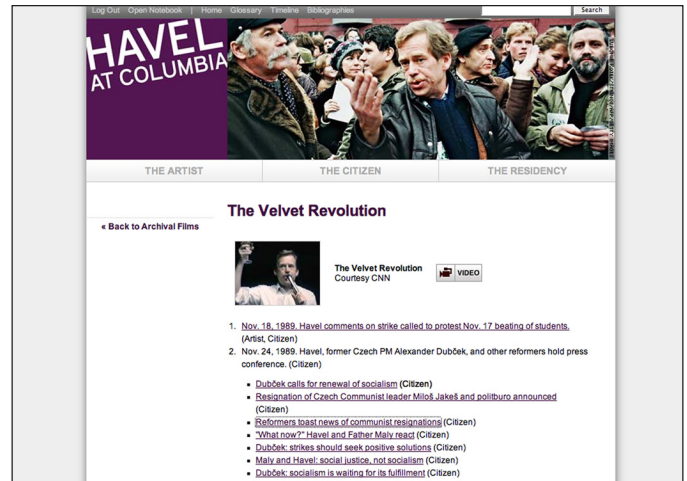 Log Out Open Notebook | Home Glossary Timeline Bibliographies Search
HAVEL
AT COLUMBIA
THE ARTIST THE CITIZEN THE RESIDENCY
The Velvet Revolution
« Back to Archival Films
The Velvet Revolution
Courtesy CNN
VIDEO
1. Nov. 18, 1989. Havel comments on strike called to protest Nov. 17 beating of students.
(Artist, Citizen)
2. Nov. 24, 1989. Havel, former Czech PM Alexander Dubček, and other reformers hold press
conference. (Citizen)
▪ Dubček calls for renewal of socialism (Citizen)
▪ Resignation of Czech Communist leader Miloš Jakeš and politburo announced
(Citizen)
▪ Reformers toast news of communist resignations (Citizen)
▪ "What now?" Havel and Father Maly react (Citizen)
▪ Dubček: strikes should seek positive solutions (Citizen)
▪ Maly and Havel: social justice, not socialism (Citizen)
▪ Dubček: socialism is waiting for its fulfillment (Citizen)